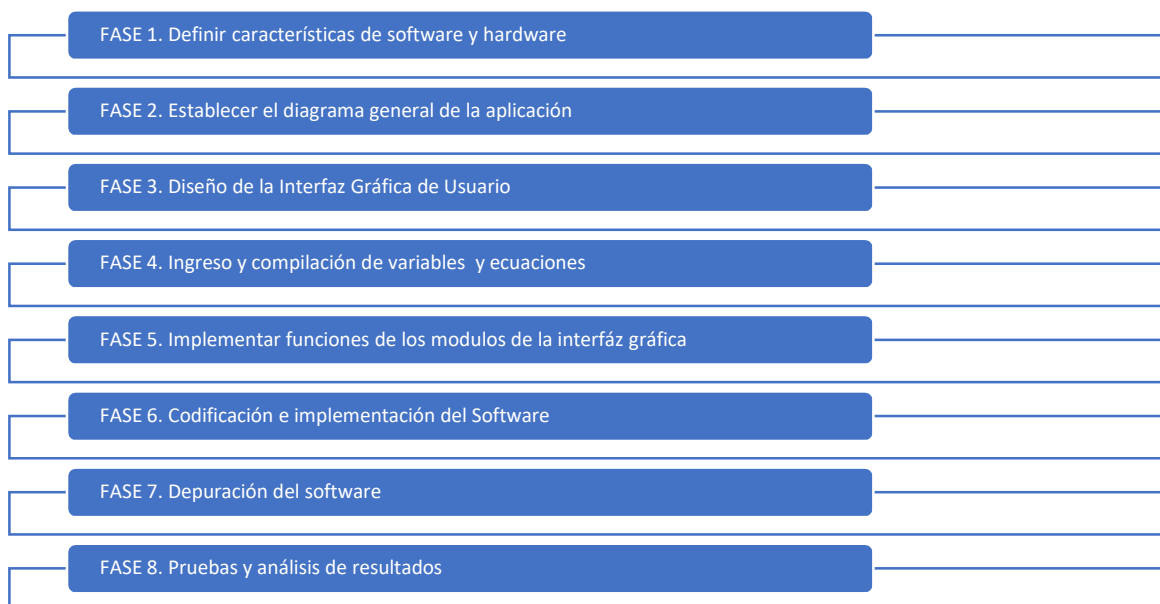 FASE 1. Definir características de software y hardware
FASE 2. Establecer el diagrama general de la aplicación
FASE 3. Diseño de la Interfaz Gráfica de Usuario
FASE 4. Ingreso y compilación de variables  y ecuaciones
FASE 5. Implementar funciones de los modulos de la interfáz gráfica
FASE 6. Codificación e implementación del Software
FASE 7. Depuración del software
FASE 8. Pruebas y análisis de resultados